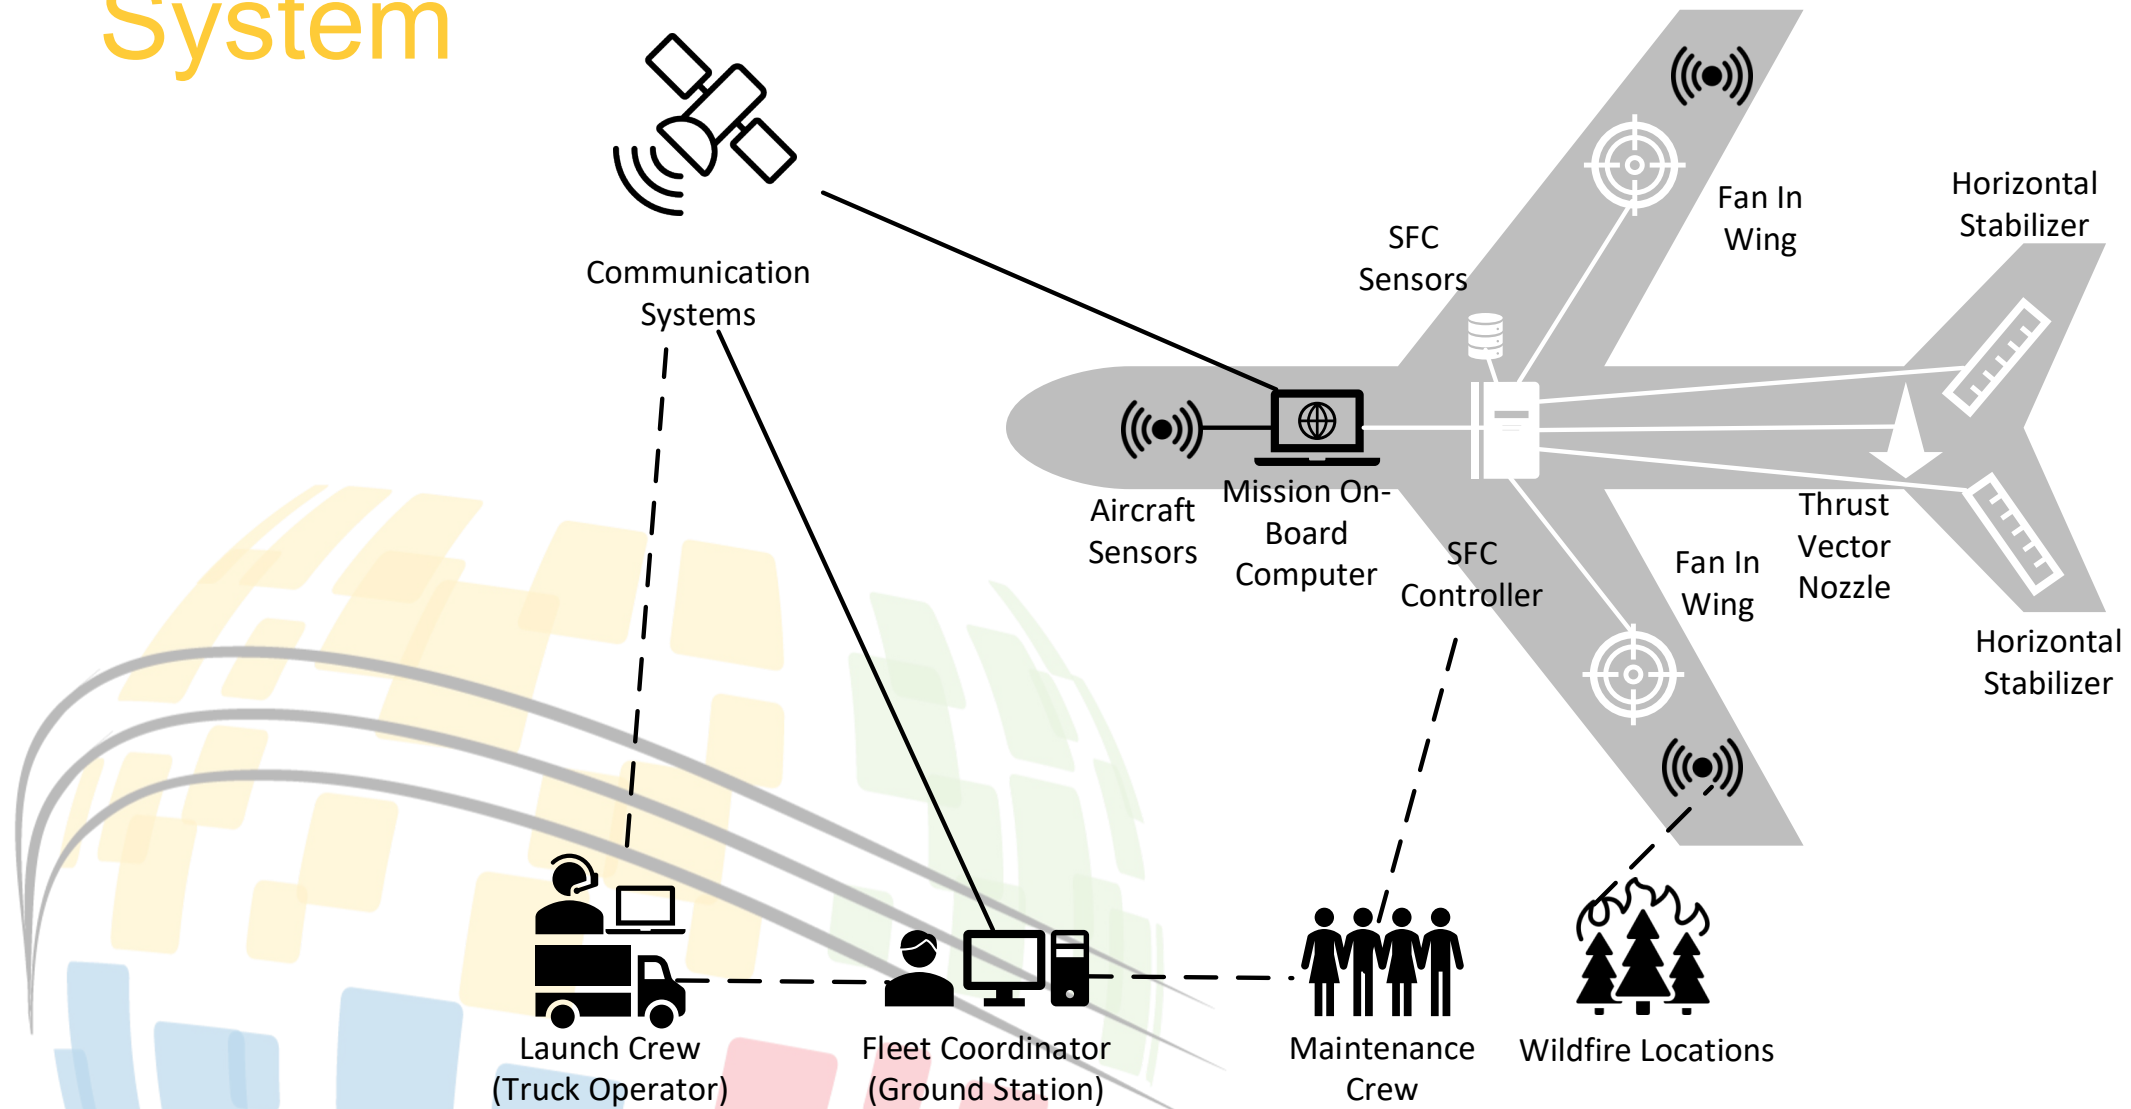 System
Communication
Systems
SFC
Sensors
Fan In
Wing
Horizontal
Stabilizer
Aircraft
Sensors
Mission On-
Board
Computer
SFC
Controller
Fan In
Wing
Thrust
Vector
Nozzle
Horizontal
Stabilizer
Launch Crew
(Truck Operator)
Fleet Coordinator
(Ground Station)
Maintenance
Crew
Wildfire Locations